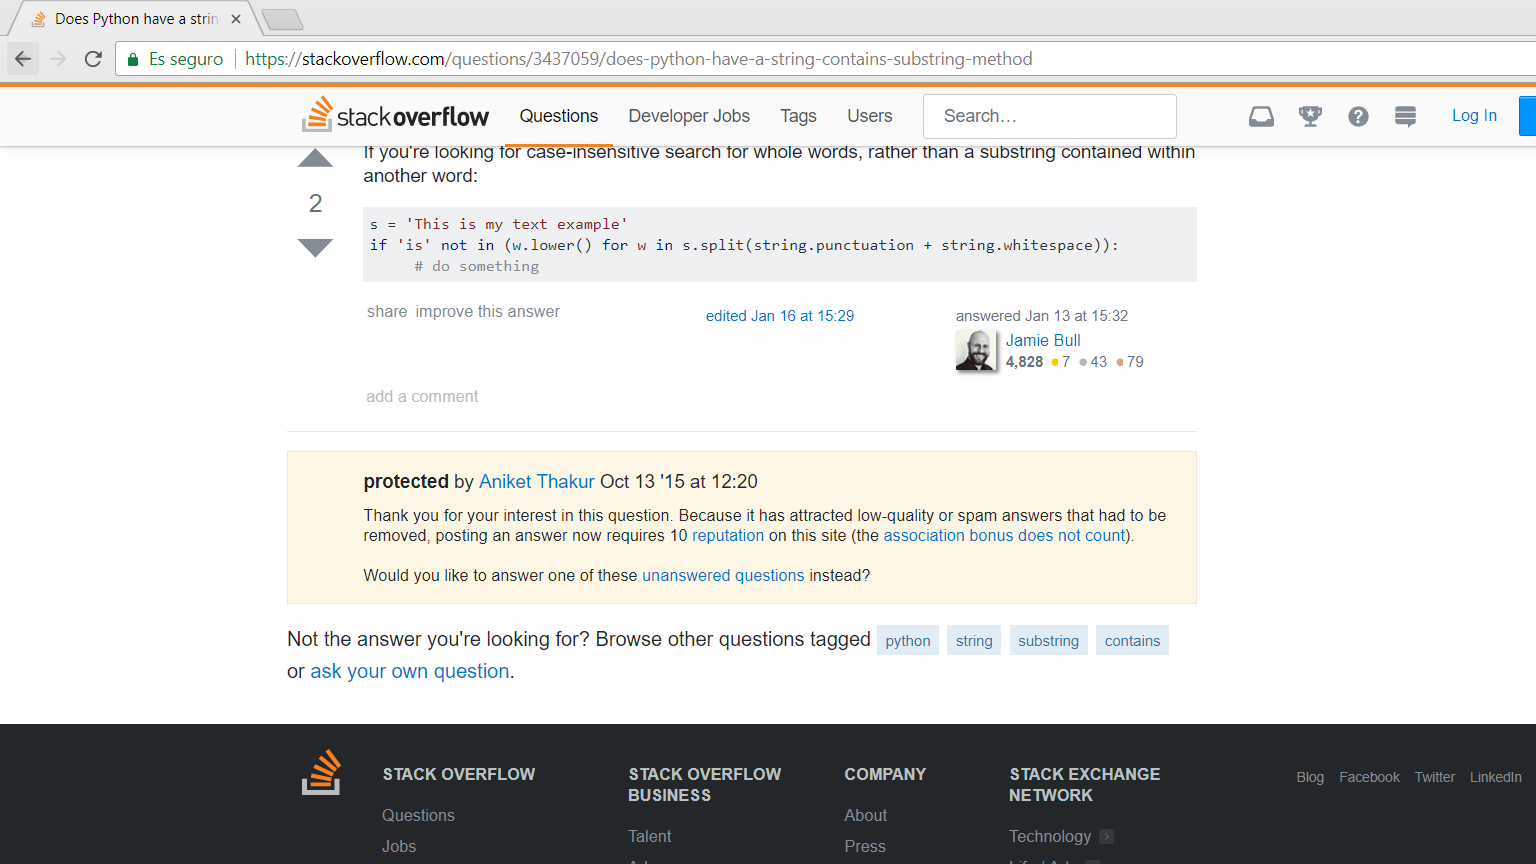 Does Python have a strin
Es seguro
https://stackoverflow.com/questions/3437059/does-python-have-a-string-contains-substring-method
stackoverflow
Questions
Developer Jobs
Tags
Users
Search...
Log In
If you're looking for case-insensitive search for whole words, rather than a substring contained within
another word:
2
s = 'This is my text example'
if 'is' not in (w.lower() for w in s.split(string.punctuation + string.whitespace)):
# do something
share improve this answer
edited Jan 16 at 15:29
answered Jan 13 at 15:32
Jamie Bull
4,828 7 43 79
add a comment
protected by Aniket Thakur Oct 13 '15 at 12:20
Thank you for your interest in this question. Because it has attracted low-quality or spam answers that had to be
removed, posting an answer now requires 10 reputation on this site (the association bonus does not count).
Would you like to answer one of these unanswered questions instead?
Not the answer you're looking for? Browse other questions tagged python string substring contains
or ask your own question.
STACK OVERFLOW
Questions
Jobs
STACK OVERFLOW
BUSINESS
Talent
COMPANY
About
Press
STACK EXCHANGE
NETWORK
Technology
Blog Facebook Twitter LinkedIn